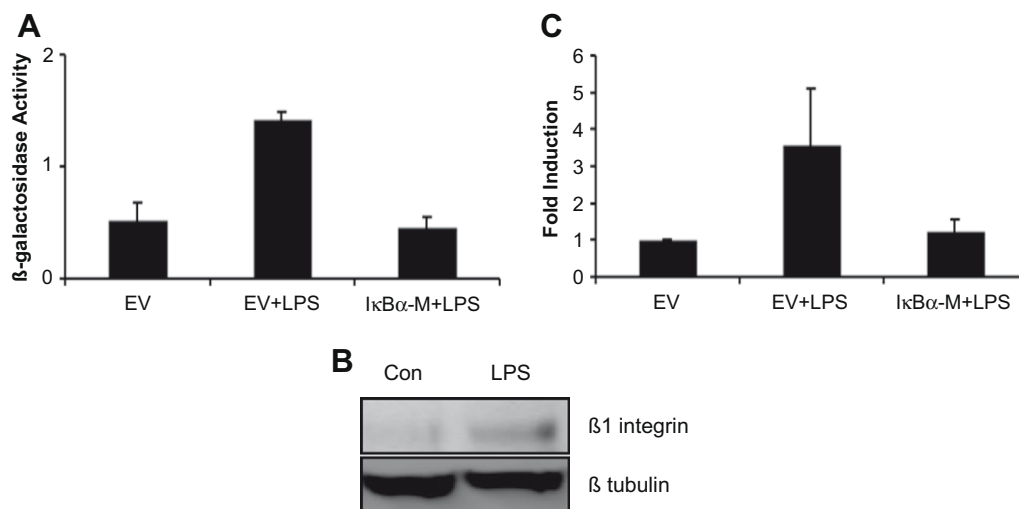 A
ß-galactosidase Activity
2
1
0
EV
EV+LPS
IκBα-M+LPS
C
Fold Induction
6
5
4
3
2
1
0
EV
EV+LPS
IκBα-M+LPS
B
Con
LPS
ß1 integrin
ß tubulin